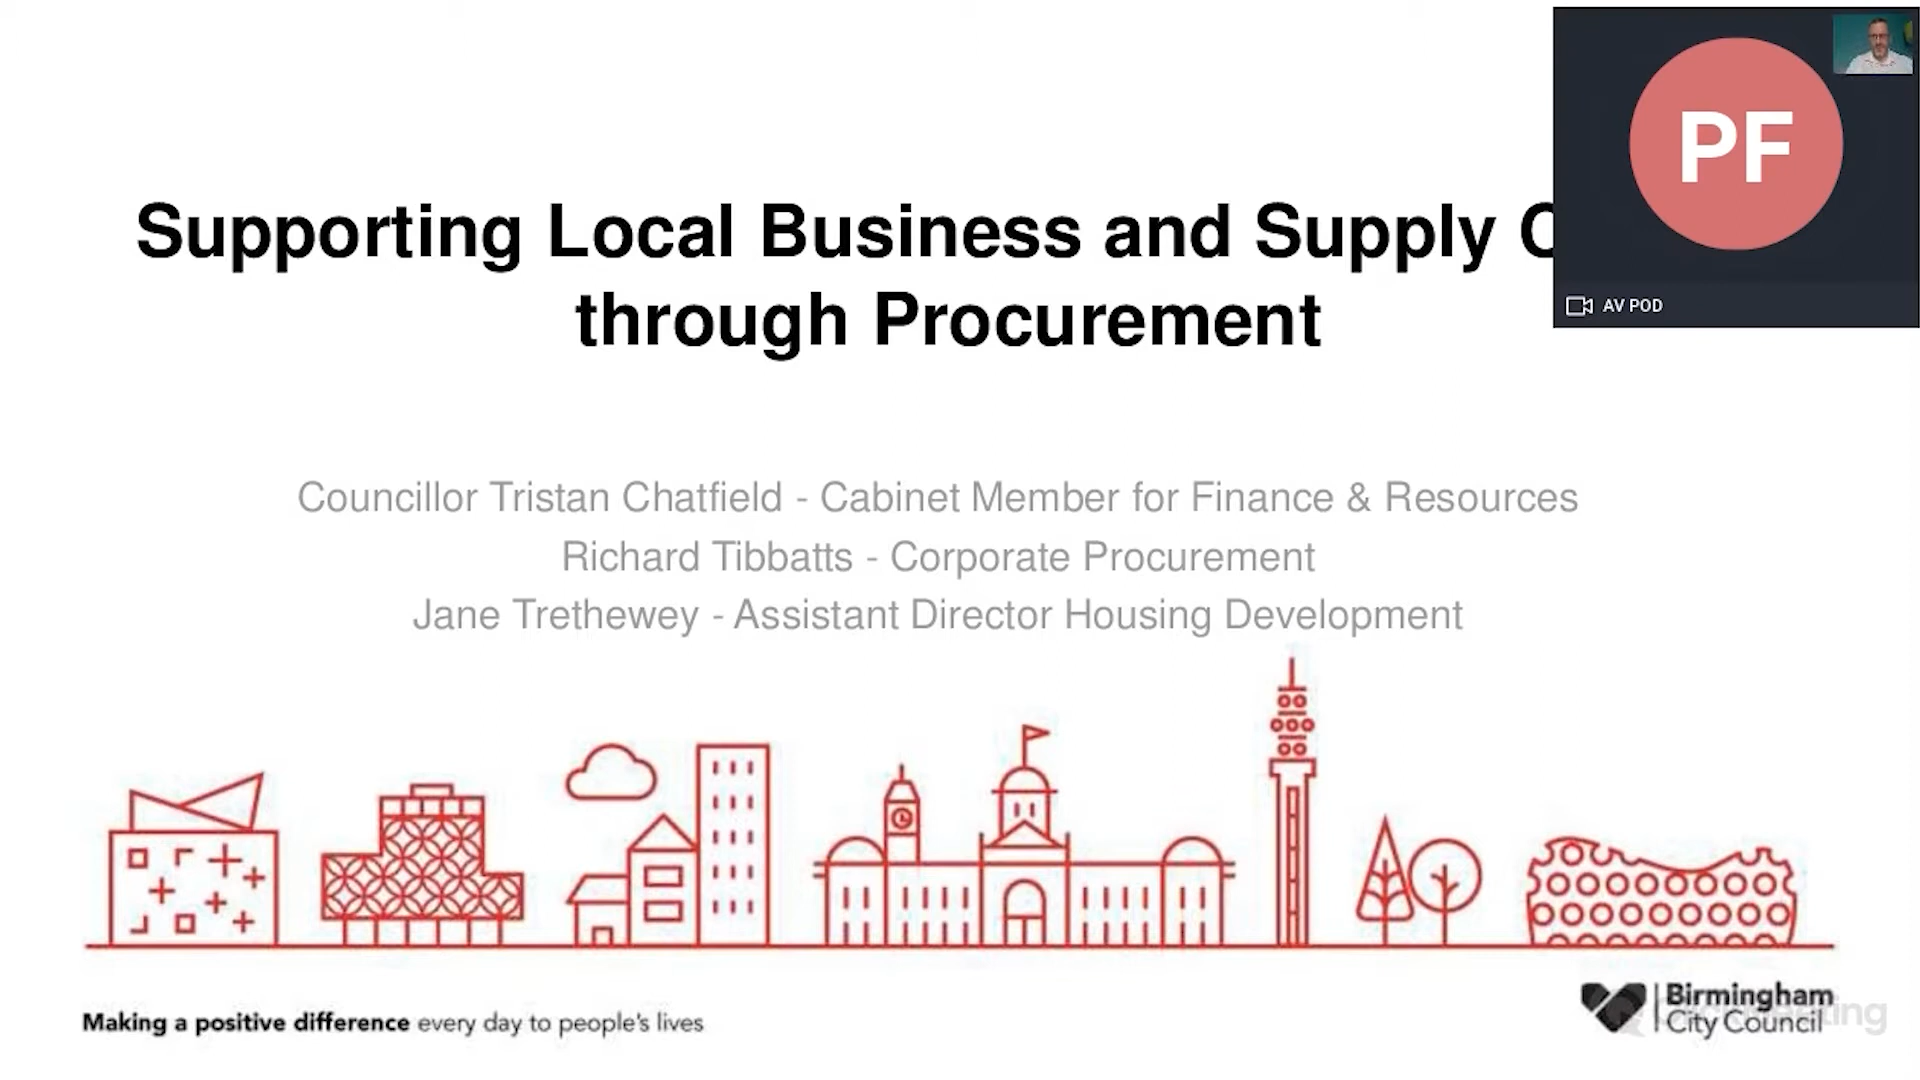 Supporting Local Business and Supply C
through Procurement
PF
AV POD
Councillor Tristan Chatfield - Cabinet Member for Finance & Resources
Richard Tibbatts - Corporate Procurement
Jane Trethewey - Assistant Director Housing Development
Making a positive difference every day to people's lives
Birmingham
City Council